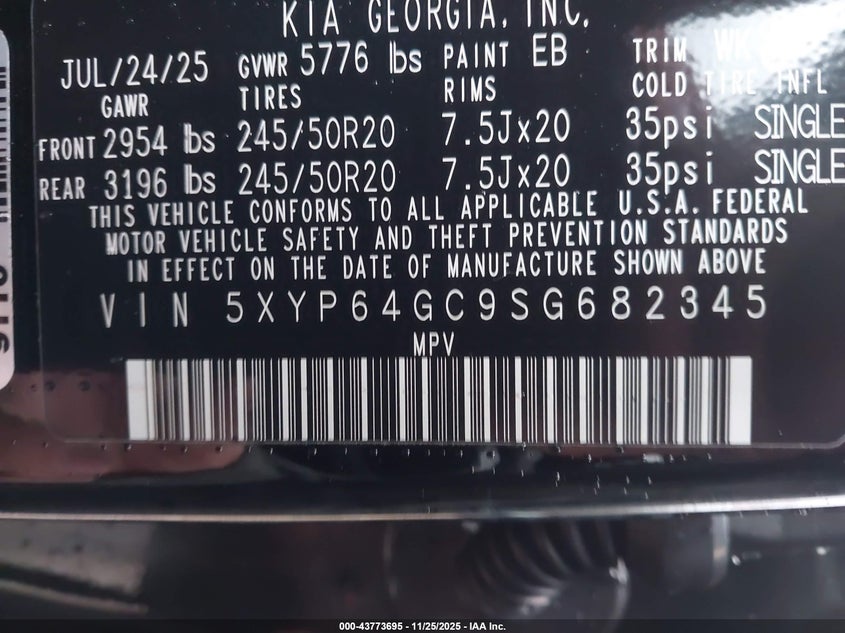 KIA GEORGIA, INC.
JUL/24/25 GVWR 5776 lbs PAINT EB TRIM WK
GAWR TIRES RIMS COLD TIRE INFL
FRONT 2954 lbs 245/50R20 7.5Jx20 35psi SINGLE
REAR 3196 lbs 245/50R20 7.5Jx20 35psi SINGLE
THIS VEHICLE CONFORMS TO ALL APPLICABLE U.S.A. FEDERAL
MOTOR VEHICLE SAFETY AND THEFT PREVENTION STANDARDS
IN EFFECT ON THE DATE OF MANUFACTURE SHOWN ABOVE
VIN 5XYP64GC9SG682345
MPV
000-43773695 - 11/25/2025 - IAA Inc.